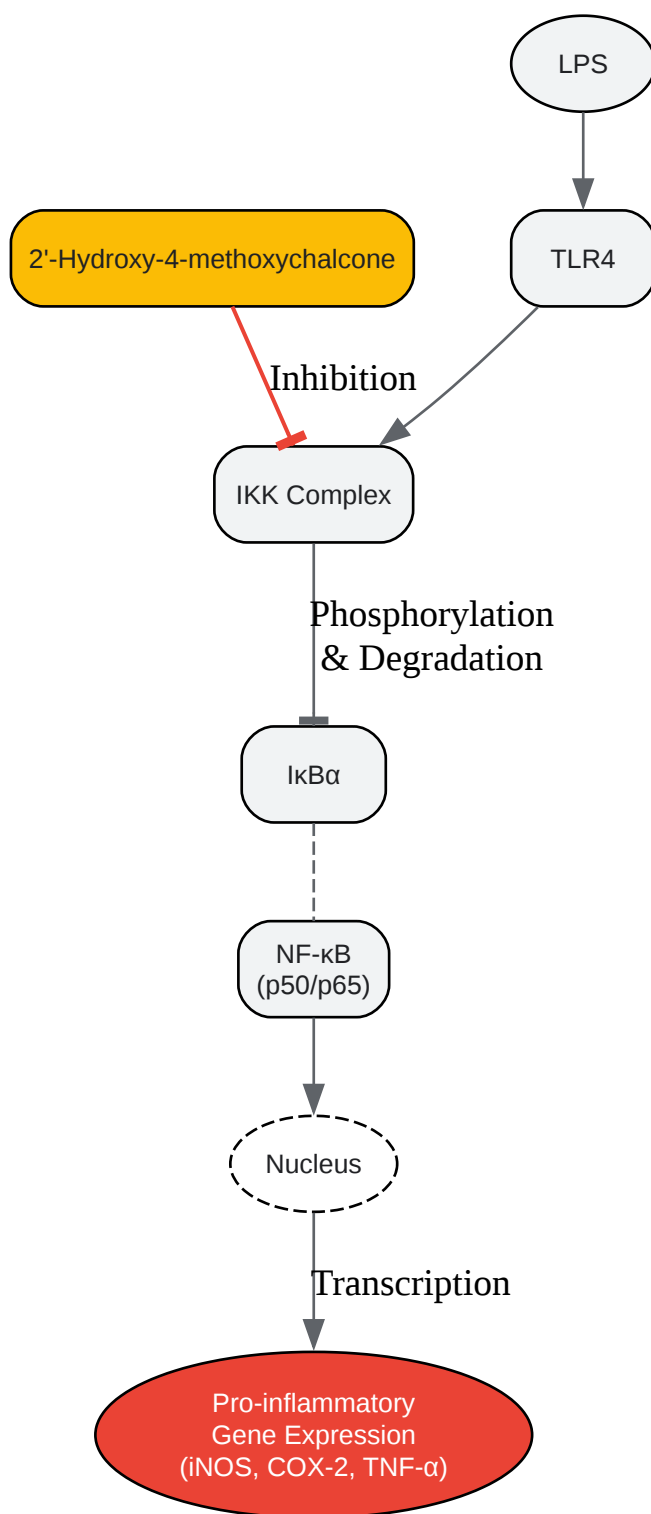 LPS
2'-Hydroxy-4-methoxychalcone
TLR4
Inhibition
IKK Complex
Phosphorylation
& Degradation
IκBα
NF-κB
(p50/p65)
Nucleus
Transcription
Pro-inflammatory
Gene Expression
(iNOS, COX-2, TNF-α)